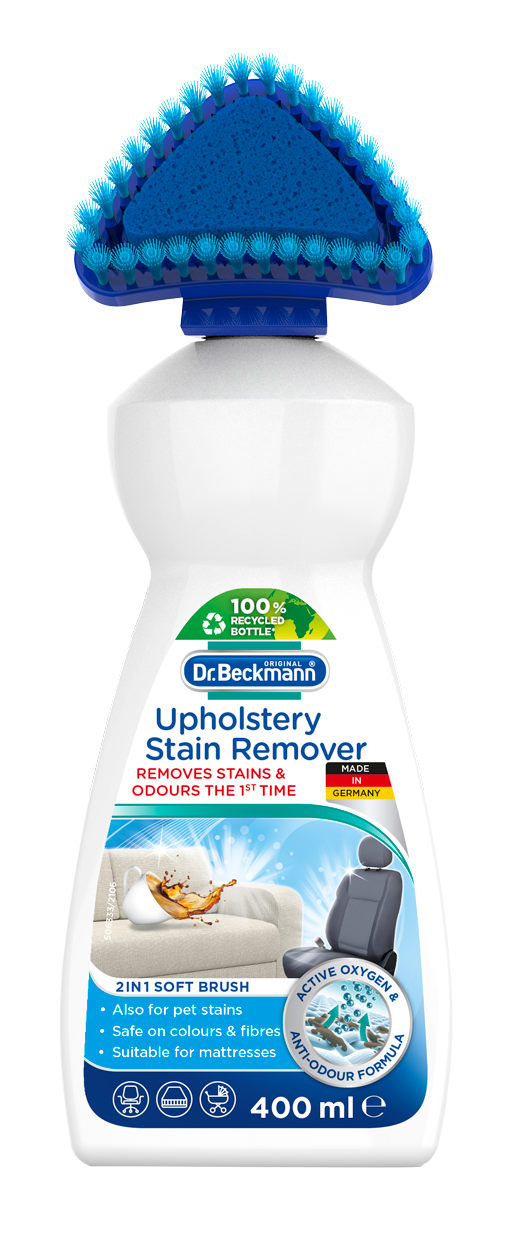 100%
RECYCLED
BOTTLE*
ORIGINAL
Dr.Beckmann®
Upholstery
Stain Remover
REMOVES STAINS &
ODOURS THE 1ST TIME
MADE
IN
GERMANY
2IN1 SOFT BRUSH
• Also for pet stains
• Safe on colours & fibres
• Suitable for mattresses
ACTIVE OXYGEN &
ANTI-ODOUR FORMULA
400 ml ℮